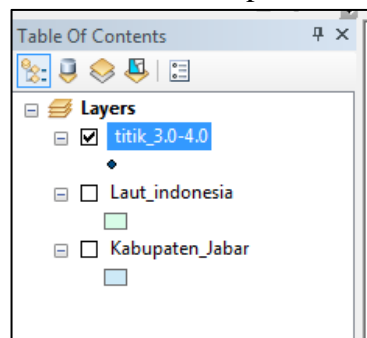 Table Of Contents
Layers
titik_3.0-4.0
Laut_indonesia
Kabupaten_Jabar